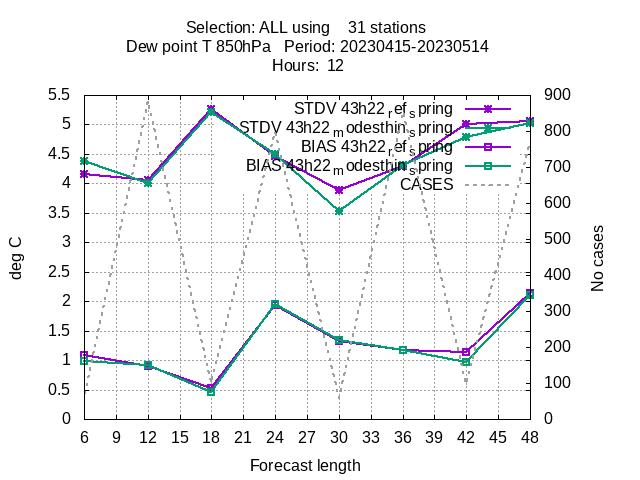 Selection: ALL using 31 stations
Dew point T 850hPa Period: 20230415-20230514
Hours: 12
5.5
5
4.5
4
3.5
3
2.5
2
1.5
1
0.5
0
deg C
STDV 43h22_ref_spring
STDV 43h22_modesthin_spring
BIAS 43h22_ref_spring
BIAS 43h22_modesthin_spring
CASES
900
800
700
600
500
400
300
200
100
0
No cases
6 9 12 15 18 21 24 27 30 33 36 39 42 45 48
Forecast length